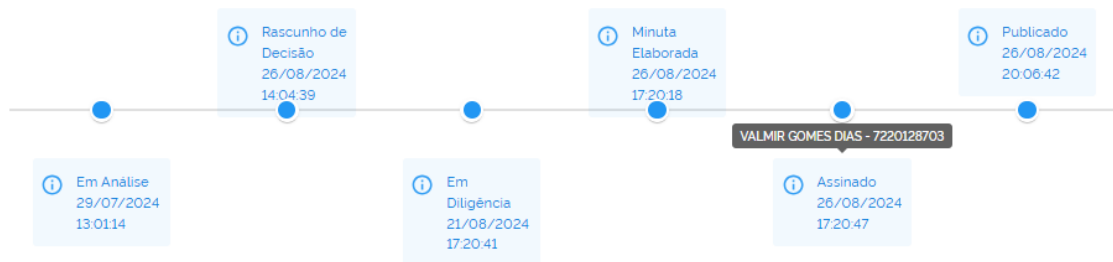 Rascunho de
Decisão
26/08/2024
14:04:39
Minuta
Elaborada
26/08/2024
17:20:18
Publicado
26/08/2024
20:06:42
VALMIR GOMES DIAS - 7220128703
Em Análise
29/07/2024
13:01:14
Em
Diligência
21/08/2024
17:20:41
Assinado
26/08/2024
17:20:47